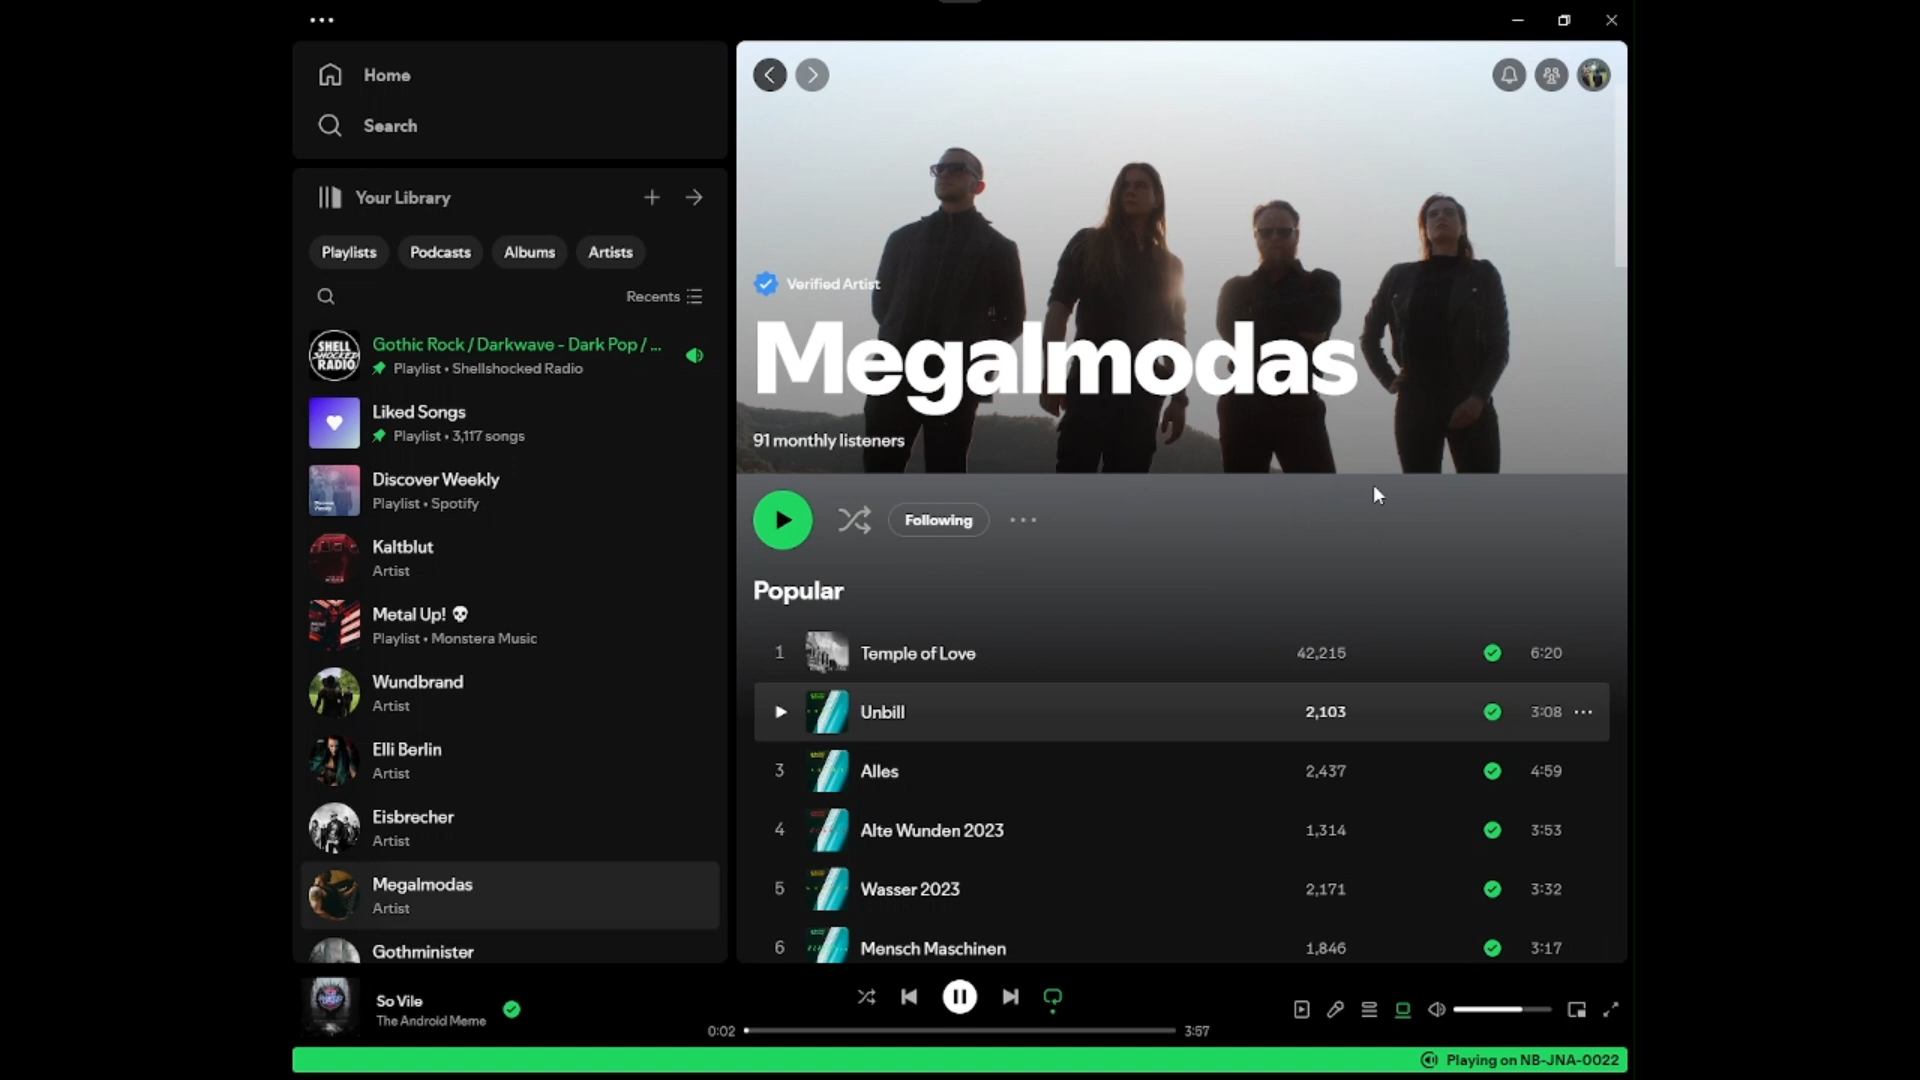 Home
Search
Your Library
Playlists Podcasts Albums Artists
Recents
SHELL SHOCKED RADIO
Gothic Rock / Darkwave - Dark Pop / ...
Playlist • Shellshocked Radio
Liked Songs
Playlist • 3,117 songs
Discover Weekly
Playlist • Spotify
Kaltblut
Artist
Metal Up! 💀
Playlist • Monstera Music
Wundbrand
Artist
Elli Berlin
Artist
Eisbrecher
Artist
Megalmodas
Artist
Gothminister
Verified Artist
Megalmodas
91 monthly listeners
Following
Popular
1 Temple of Love 42,215 6:20
Unbill 2,103 3:08
3 Alles 2,437 4:59
4 Alte Wunden 2023 1,314 3:53
5 Wasser 2023 2,171 3:32
6 Mensch Maschinen 1,846 3:17
So Vile
The Android Meme
0:02 3:57
Playing on NB-JNA-0022